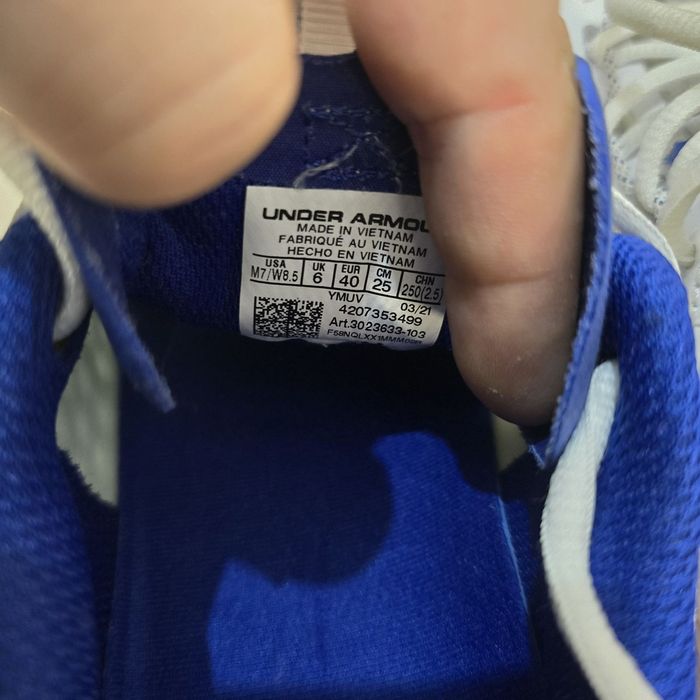 UNDER ARMOU
MADE IN VIETNAM
FABRIQUÉ AU VIETNAM
HECHO EN VIETNAM
USA UK EUR CM CHN
M7/W8.5 6 40 25 250(2.5)
YMUV 03/21
4207353499
Art.3023633-103